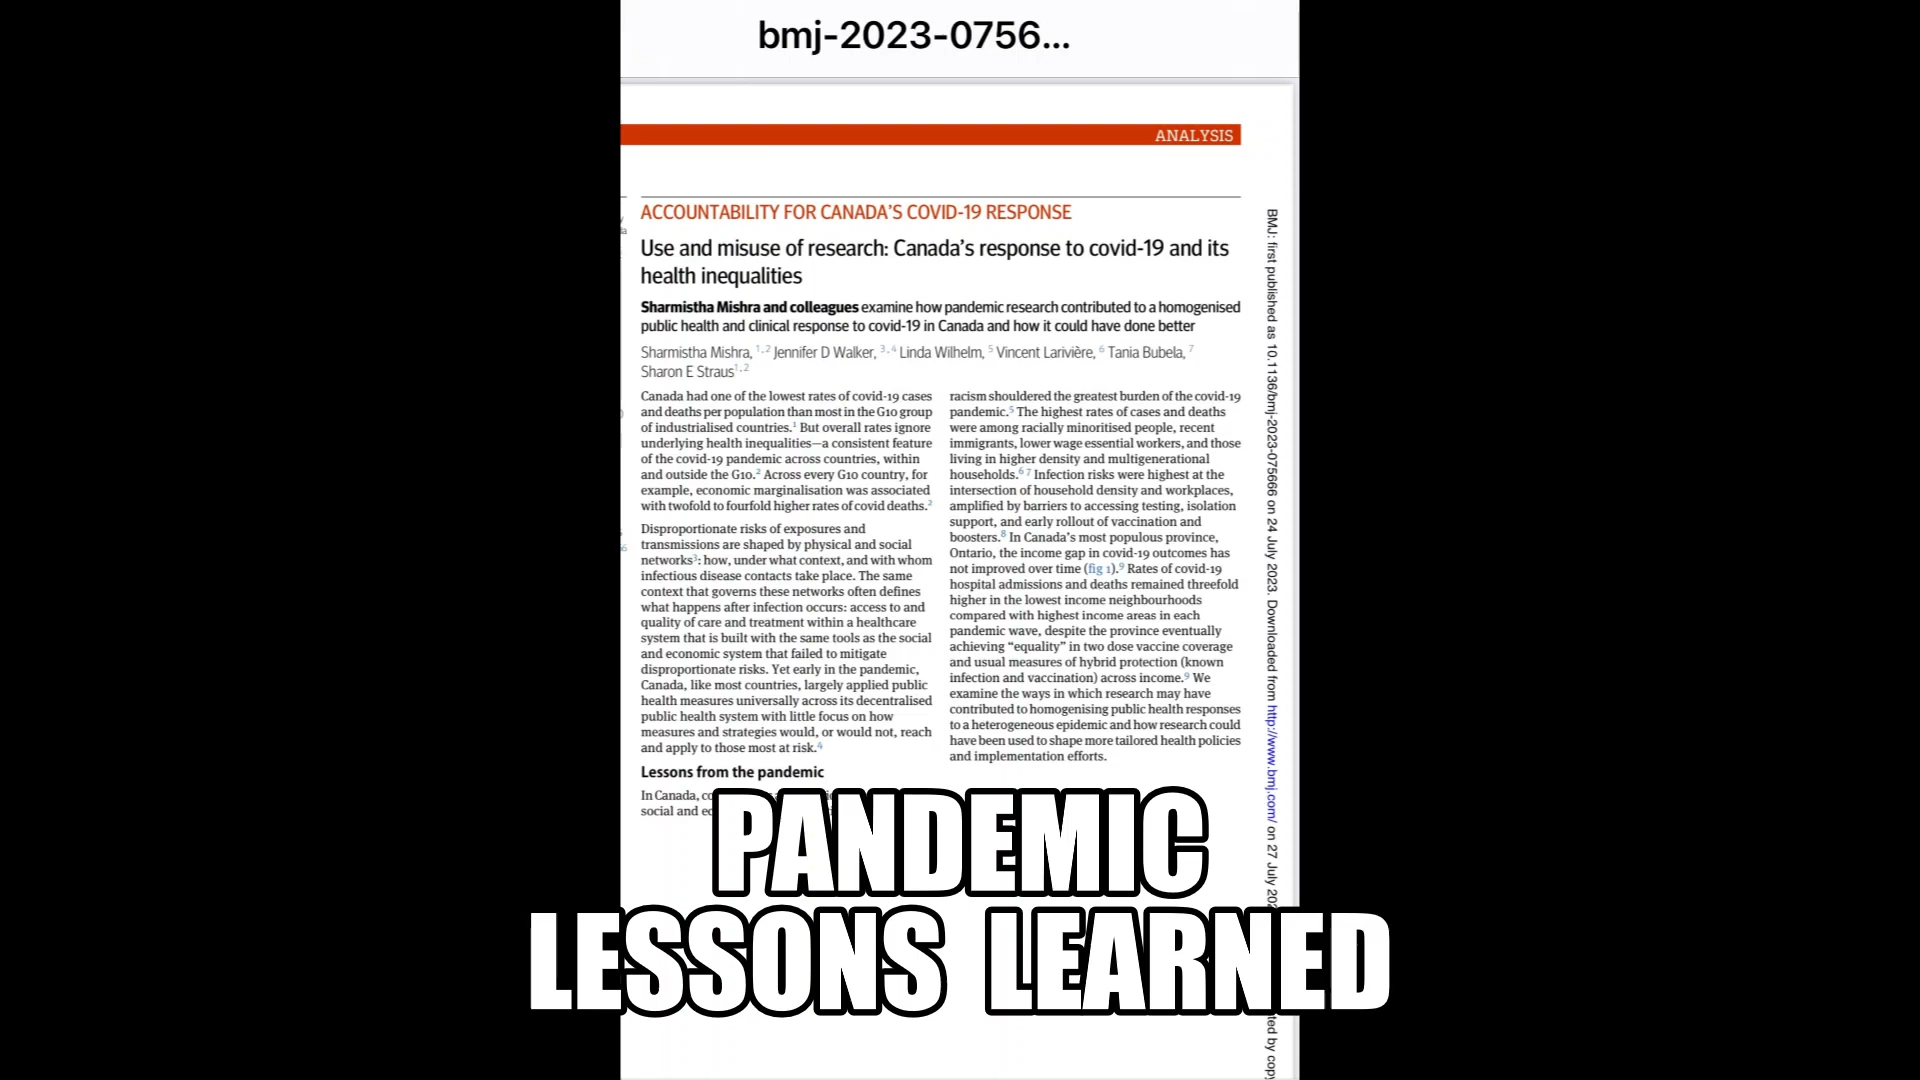 bmj-2023-0756...
ANALYSIS
ACCOUNTABILITY FOR CANADA'S COVID-19 RESPONSE
Use and misuse of research: Canada's response to covid-19 and its
health inequalities
Sharmistha Mishra and colleagues examine how pandemic research contributed to a homogenised
public health and clinical response to covid-19 in Canada and how it could have done better
Sharmistha Mishra, 1,2 Jennifer D Walker, 3,4 Linda Wilhelm, 5 Vincent Larivière, 6 Tania Bubela, 7
Sharon E Straus1,2
Canada had one of the lowest rates of covid-19 cases
and deaths per population than most in the G10 group
of industrialised countries.1 But overall rates ignore
underlying health inequalities—a consistent feature
of the covid-19 pandemic across countries, within
and outside the G10.2 Across every G10 country, for
example, economic marginalisation was associated
with twofold to fourfold higher rates of covid deaths.2
Disproportionate risks of exposures and
transmissions are shaped by physical and social
networks3: how, under what context, and with whom
infectious disease contacts take place. The same
context that governs these networks often defines
what happens after infection occurs: access to and
quality of care and treatment within a healthcare
system that is built with the same tools as the social
and economic system that failed to mitigate
disproportionate risks. Yet early in the pandemic,
Canada, like most countries, largely applied public
health measures universally across its decentralised
public health system with little focus on how
measures and strategies would, or would not, reach
and apply to those most at risk.4
Lessons from the pandemic
In Canada,
social and
racism shouldered the greatest burden of the covid-19
pandemic.5 The highest rates of cases and deaths
were among racially minoritised people, recent
immigrants, lower wage essential workers, and those
living in higher density and multigenerational
households.6 7 Infection risks were highest at the
intersection of household density and workplaces,
amplified by barriers to accessing testing, isolation
support, and early rollout of vaccination and
boosters.8 In Canada's most populous province,
Ontario, the income gap in covid-19 outcomes has
not improved over time (fig 1).9 Rates of covid-19
hospital admissions and deaths remained threefold
higher in the lowest income neighbourhoods
compared with highest income areas in each
pandemic wave, despite the province eventually
achieving “equality” in two dose vaccine coverage
and usual measures of hybrid protection (known
infection and vaccination) across income.9 We
examine the ways in which research may have
contributed to homogenising public health responses
to a heterogeneous epidemic and how research could
have been used to shape more tailored health policies
and implementation efforts.
BMJ: first published as 10.1136/bmj-2023-075666 on 24 July 2023. Downloaded from http://www.bmj.com/ on 27 July by
PANDEMIC
LESSONS LEARNED